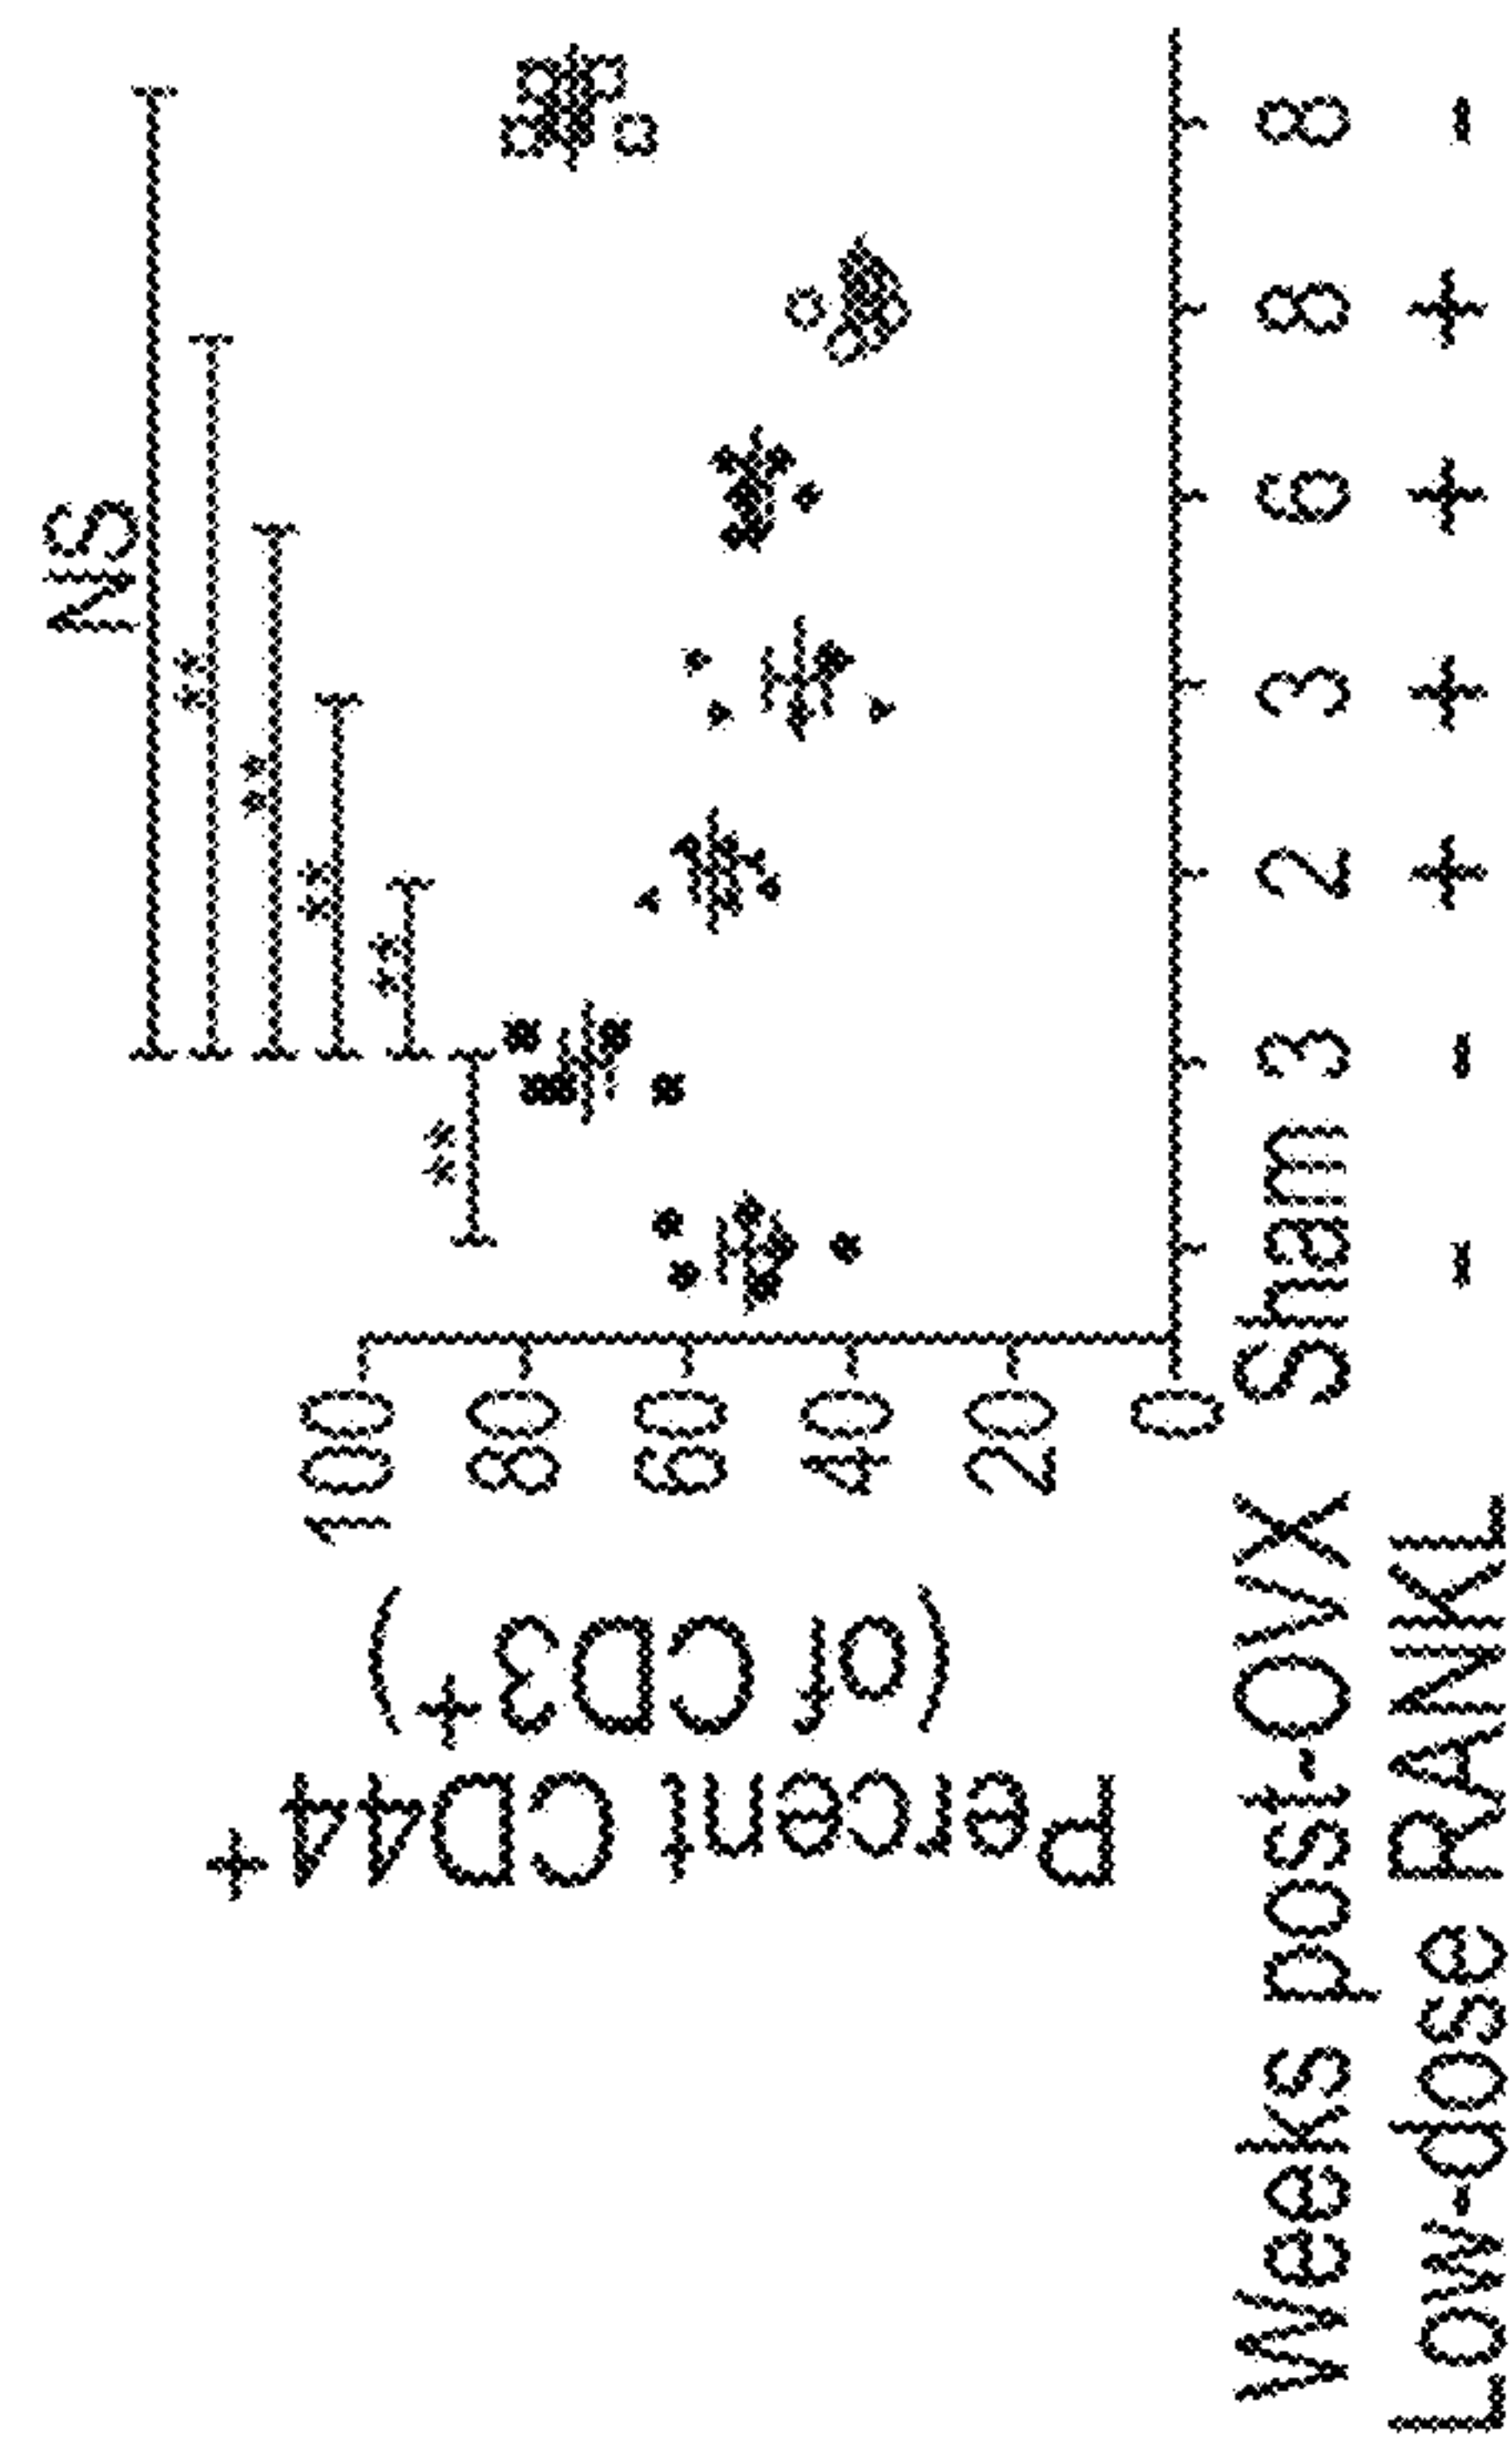 NS
**
**
**
**
**
Percent CD44+
(of CD3+)
100
80
60
40
20
0
Weeks post-OVX Sham 3 2 3 6 8 8
Low-dose RANKL - - + + + + -